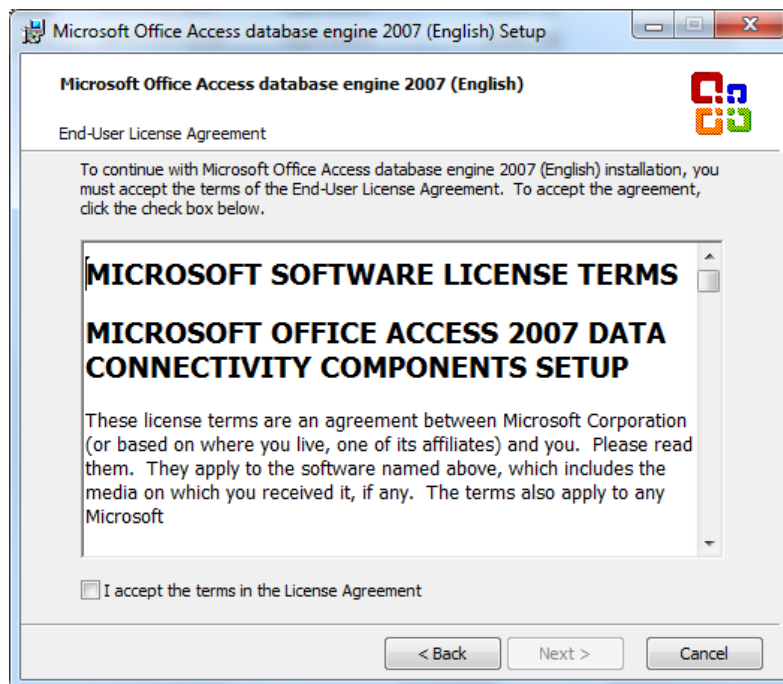 Microsoft Office Access database engine 2007 (English) Setup
Microsoft Office Access database engine 2007 (English)
End-User License Agreement
To continue with Microsoft Office Access database engine 2007 (English) installation, you
must accept the terms of the End-User License Agreement.  To accept the agreement,
click the check box below.
MICROSOFT SOFTWARE LICENSE TERMS
MICROSOFT OFFICE ACCESS 2007 DATA
CONNECTIVITY COMPONENTS SETUP
These license terms are an agreement between Microsoft Corporation
(or based on where you live, one of its affiliates) and you.  Please read
them.  They apply to the software named above, which includes the
media on which you received it, if any.  The terms also apply to any
Microsoft
I accept the terms in the License Agreement
< Back Next > Cancel